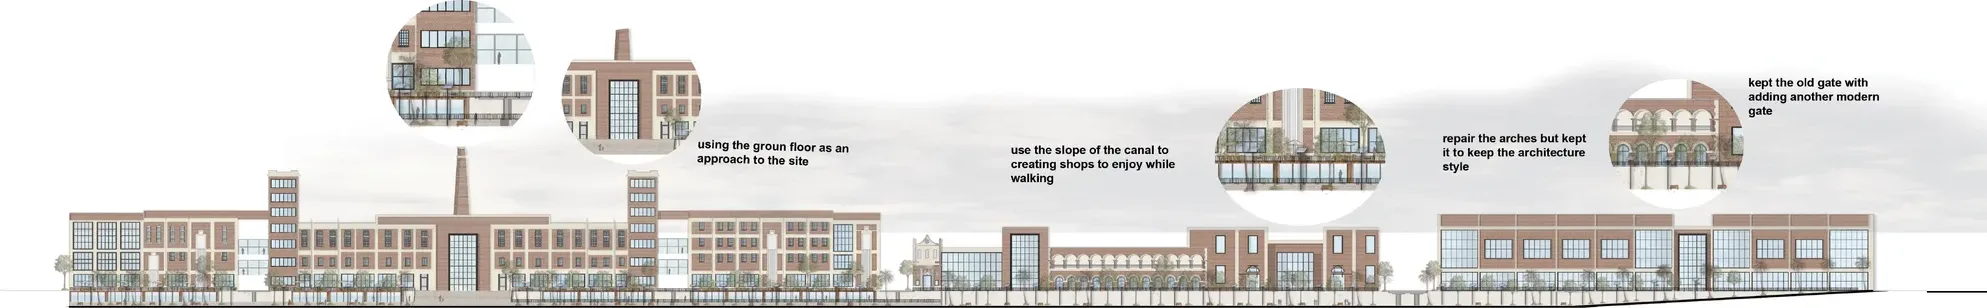 using the groun floor as an
approach to the site
use the slope of the canal to
creating shops to enjoy while
walking
repair the arches but kept
it to keep the architecture
style
kept the old gate with
adding another modern
gate